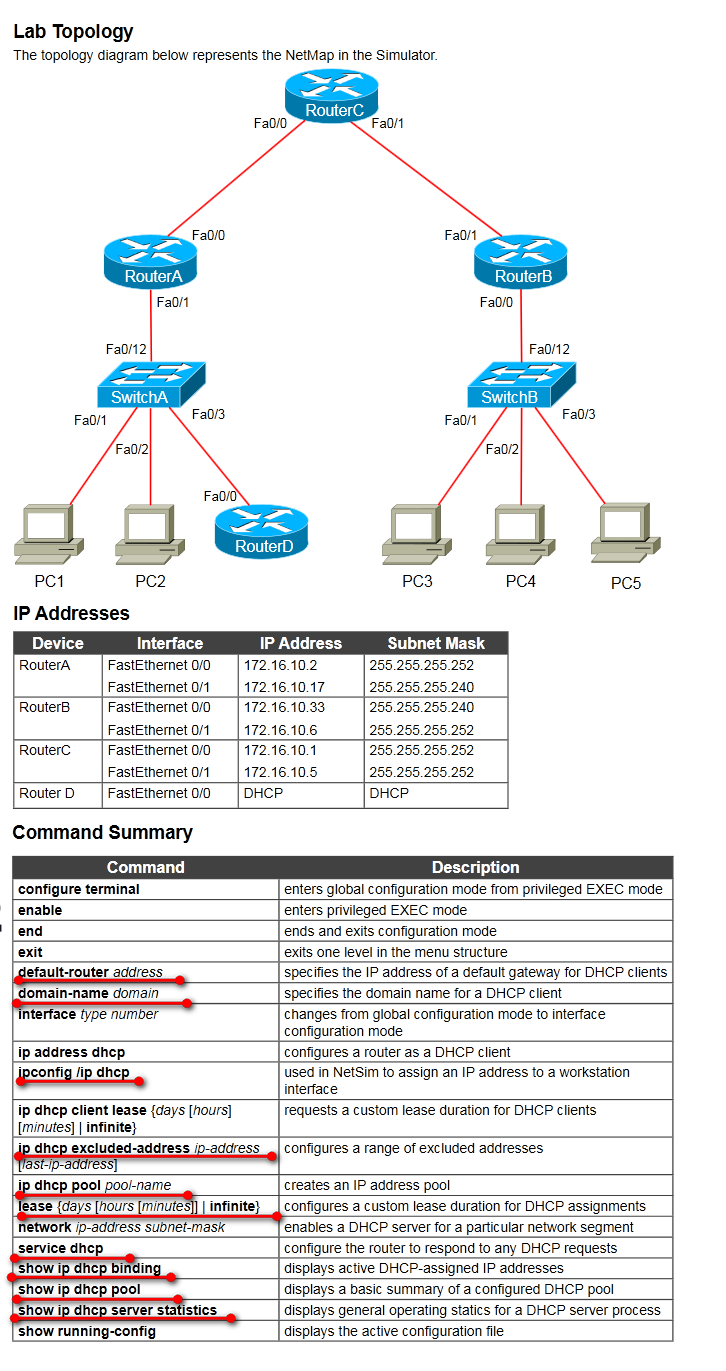 Lab Topology
The topology diagram below represents the NetMap in the Simulator.
RouterC
Fa0/0
Fa0/1
Fa0/0
Fa0/1
RouterA
RouterB
Fa0/1
Fa0/0
Fa0/12
Fa0/12
SwitchA
SwitchB
Fa0/1
Fa0/3
Fa0/1
Fa0/3
Fa0/2
Fa0/2
Fa0/0
RouterD
PC1
PC2
PC3
PC4
PC5
IP Addresses
Device Interface IP Address Subnet Mask
RouterA FastEthernet 0/0 172.16.10.2 255.255.255.252
FastEthernet 0/1 172.16.10.17 255.255.255.240
RouterB FastEthernet 0/0 172.16.10.33 255.255.255.240
FastEthernet 0/1 172.16.10.6 255.255.255.252
RouterC FastEthernet 0/0 172.16.10.1 255.255.255.252
FastEthernet 0/1 172.16.10.5 255.255.255.252
Router D FastEthernet 0/0 DHCP DHCP
Command Summary
Command Description
configure terminal enters global configuration mode from privileged EXEC mode
enable enters privileged EXEC mode
end ends and exits configuration mode
exit exits one level in the menu structure
default-router address specifies the IP address of a default gateway for DHCP clients
domain-name domain specifies the domain name for a DHCP client
interface type number changes from global configuration mode to interface
configuration mode
ip address dhcp configures a router as a DHCP client
ipconfig /ip dhcp used in NetSim to assign an IP address to a workstation
interface
ip dhcp client lease {days [hours] requests a custom lease duration for DHCP clients
[minutes] | infinite}
ip dhcp excluded-address ip-address configures a range of excluded addresses
[last-ip-address]
ip dhcp pool pool-name creates an IP address pool
lease {days [hours [minutes]] | infinite} configures a custom lease duration for DHCP assignments
network ip-address subnet-mask enables a DHCP server for a particular network segment
service dhcp configure the router to respond to any DHCP requests
show ip dhcp binding displays active DHCP-assigned IP addresses
show ip dhcp pool displays a basic summary of a configured DHCP pool
show ip dhcp server statistics displays general operating statics for a DHCP server process
show running-config displays the active configuration file